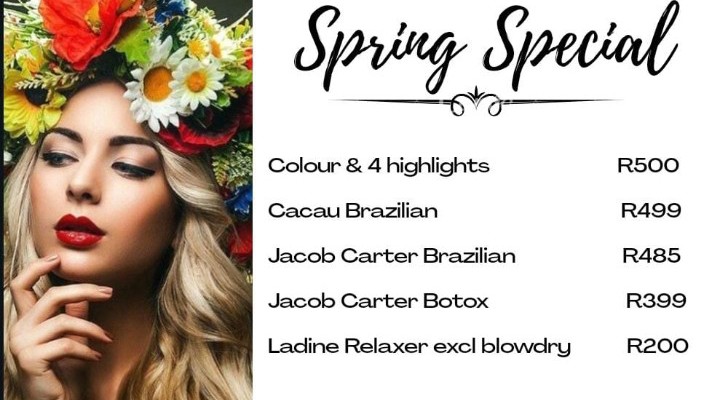 Spring Special
Colour & 4 highlights R500
Cacau Brazilian R499
Jacob Carter Brazilian R485
Jacob Carter Botox R399
Ladine Relaxer excl blowdry R200